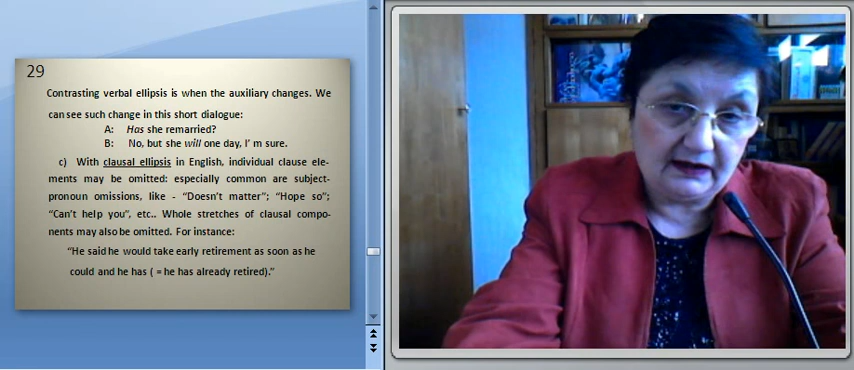 29
Contrasting verbal ellipsis is when the auxiliary changes. We
can see such change in this short dialogue:
A: Has she remarried?
B: No, but she will one day, I' m sure.
c) With clausal ellipsis in English, individual clause ele-
ments may be omitted: especially common are subject-
pronoun omissions, like - “Doesn't matter”; “Hope so”;
“Can't help you”, etc.. Whole stretches of clausal compo-
nents may also be omitted. For instance:
“He said he would take early retirement as soon as he
could and he has ( = he has already retired).”